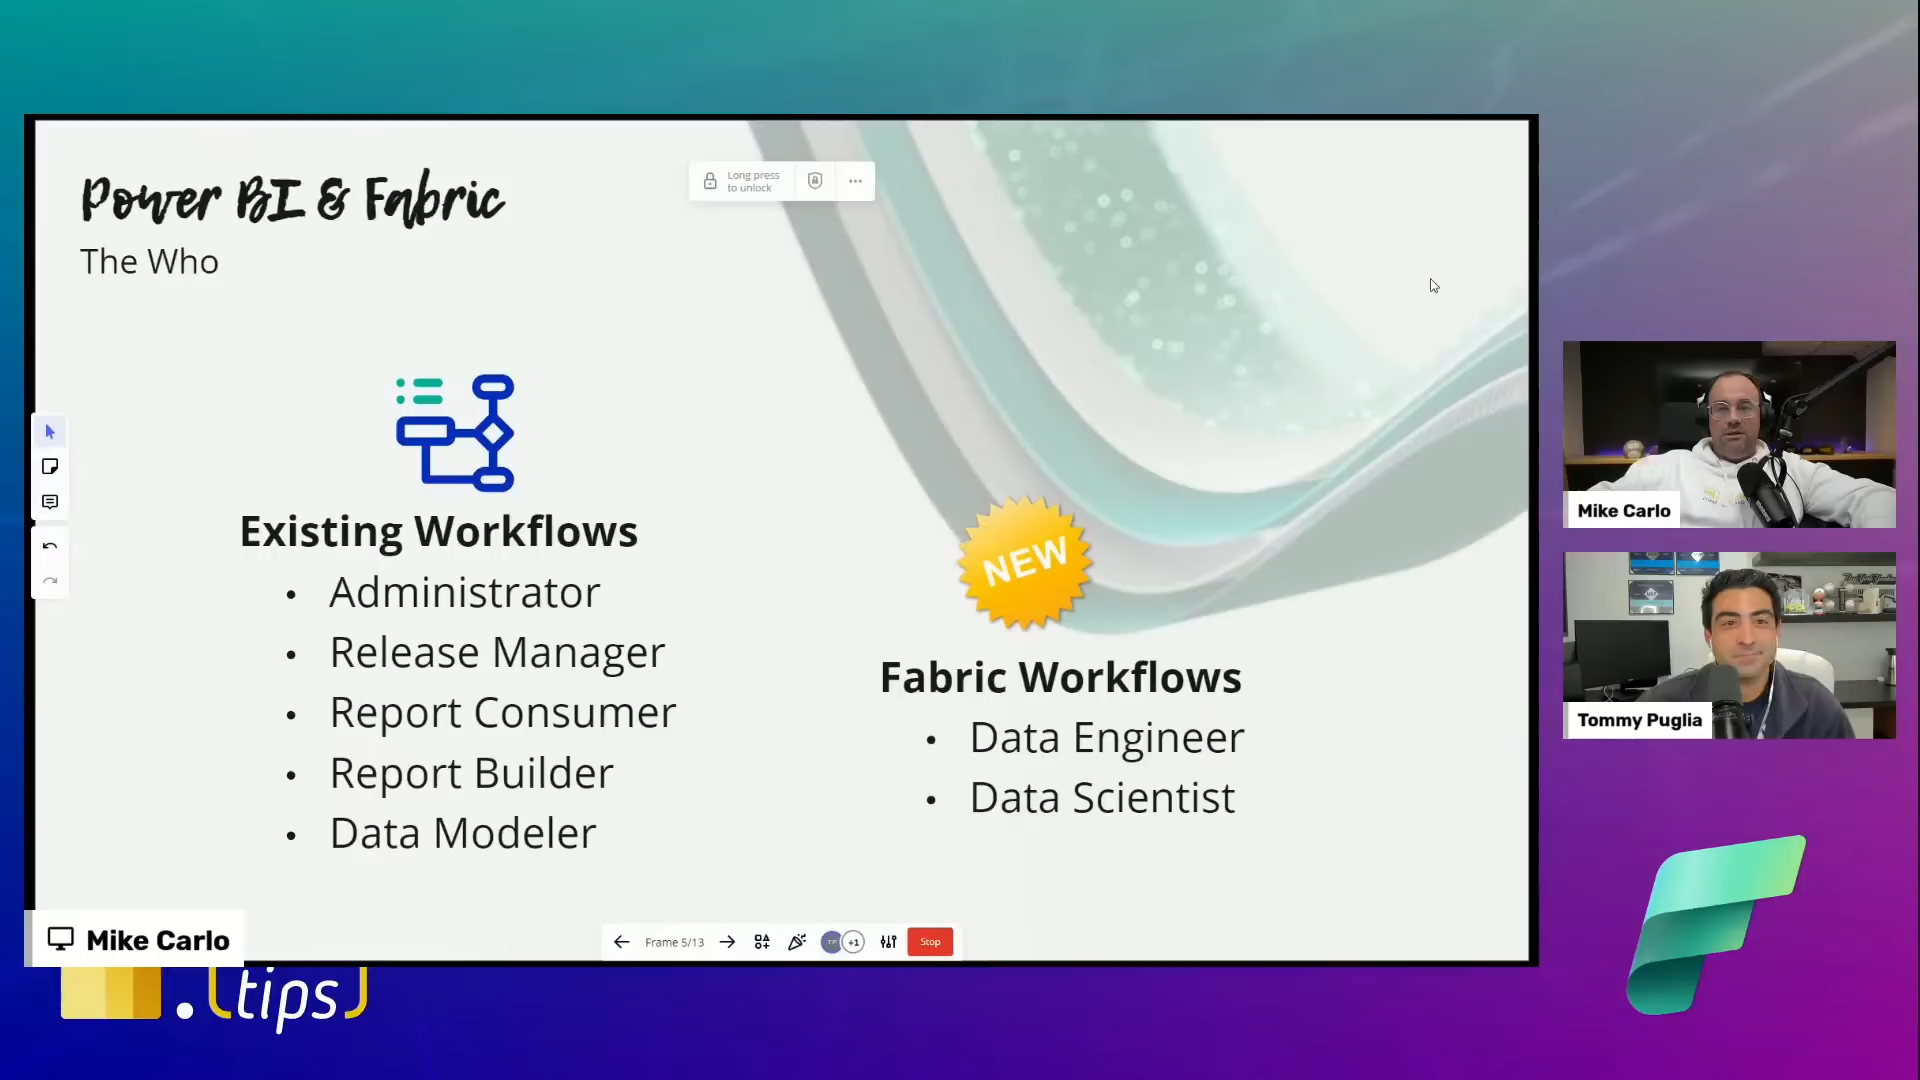 Power BI & Fabric
The Who
Long press
to unlock
Existing Workflows
• Administrator
• Release Manager
• Report Consumer
• Report Builder
• Data Modeler
NEW
Fabric Workflows
• Data Engineer
• Data Scientist
Mike Carlo
Tommy Puglia
Mike Carlo
Frame 5/13
TP
+1
Stop
.[tips]